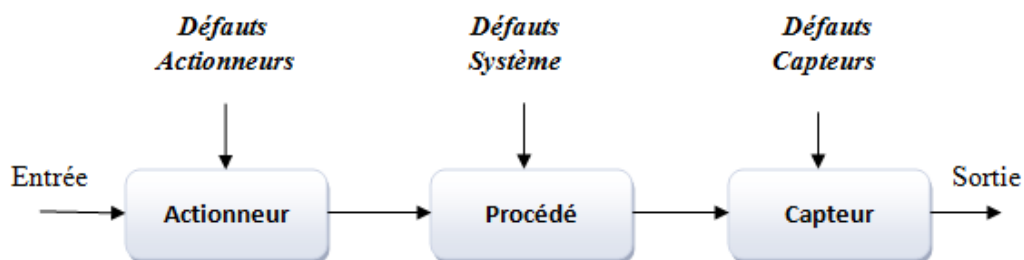 Défauts
Actionneurs
Défauts
Système
Défauts
Capteurs
Entrée
Sortie
Actionneur
Procédé
Capteur